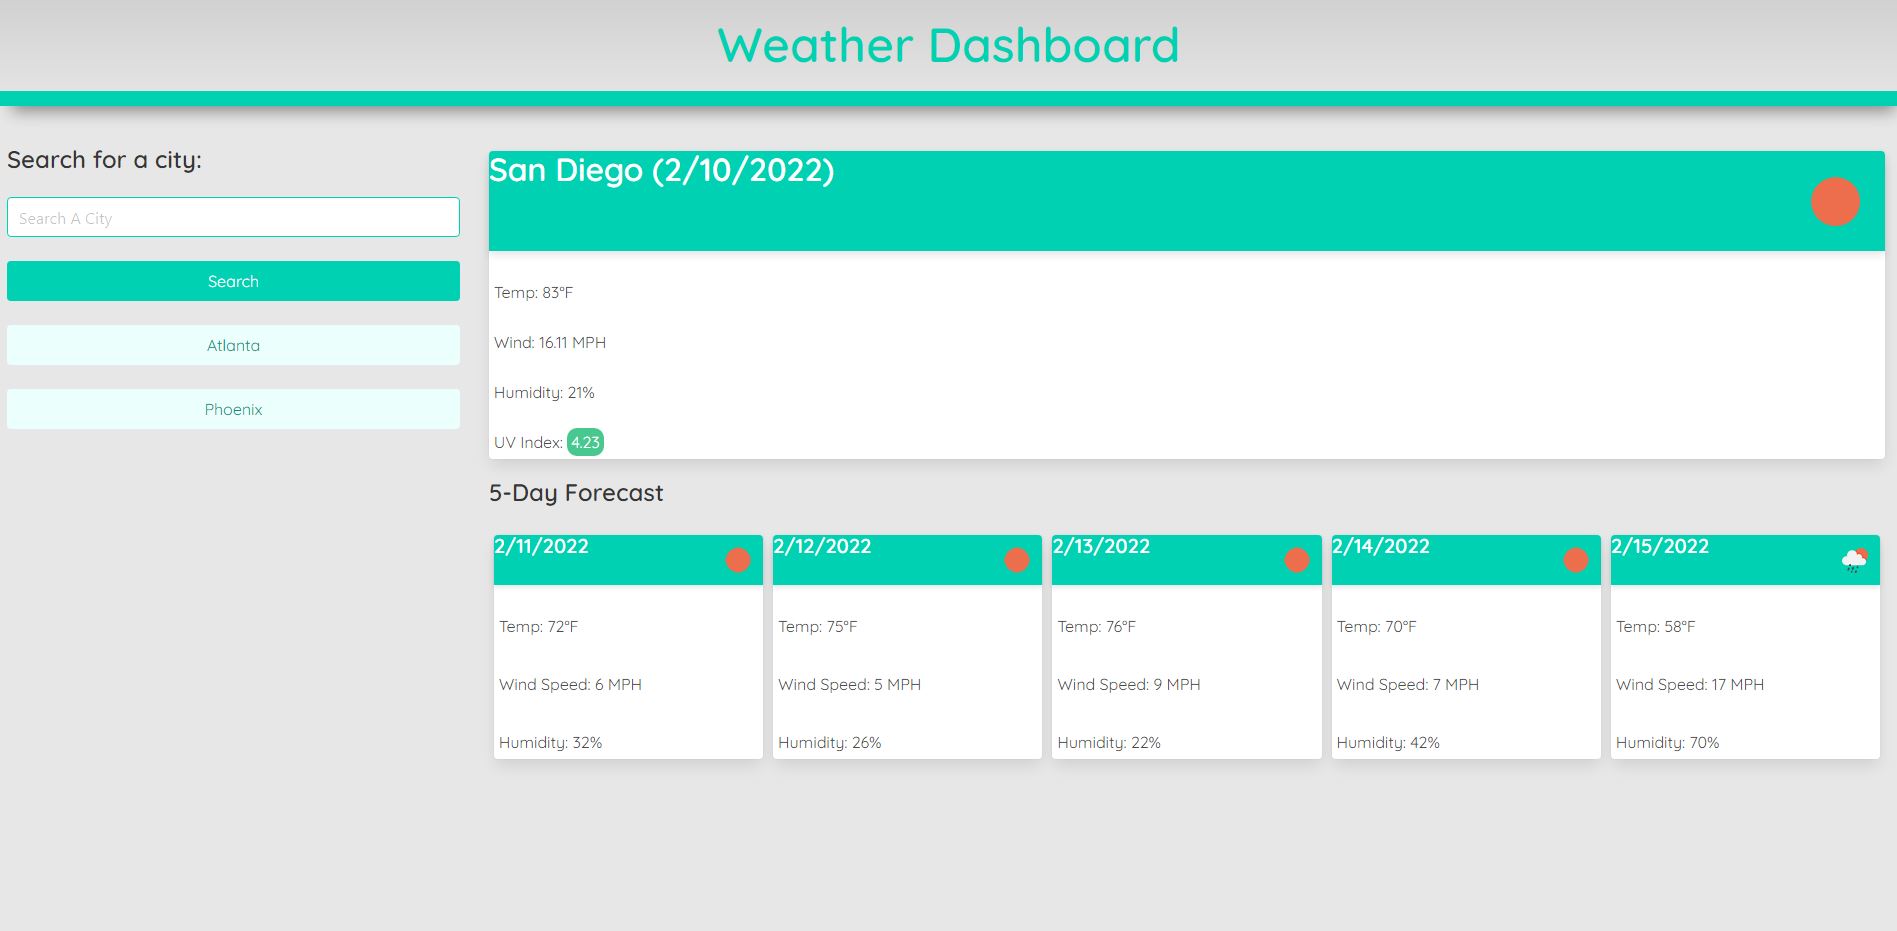 Weather Dashboard
Search for a city:
Search A City
Search
Atlanta
Phoenix
San Diego (2/10/2022)
Temp: 83°F
Wind: 16.11 MPH
Humidity: 21%
UV Index: 4.23
5-Day Forecast
2/11/2022
Temp: 72°F
Wind Speed: 6 MPH
Humidity: 32%
2/12/2022
Temp: 75°F
Wind Speed: 5 MPH
Humidity: 26%
2/13/2022
Temp: 76°F
Wind Speed: 9 MPH
Humidity: 22%
2/14/2022
Temp: 70°F
Wind Speed: 7 MPH
Humidity: 42%
2/15/2022
Temp: 58°F
Wind Speed: 17 MPH
Humidity: 70%